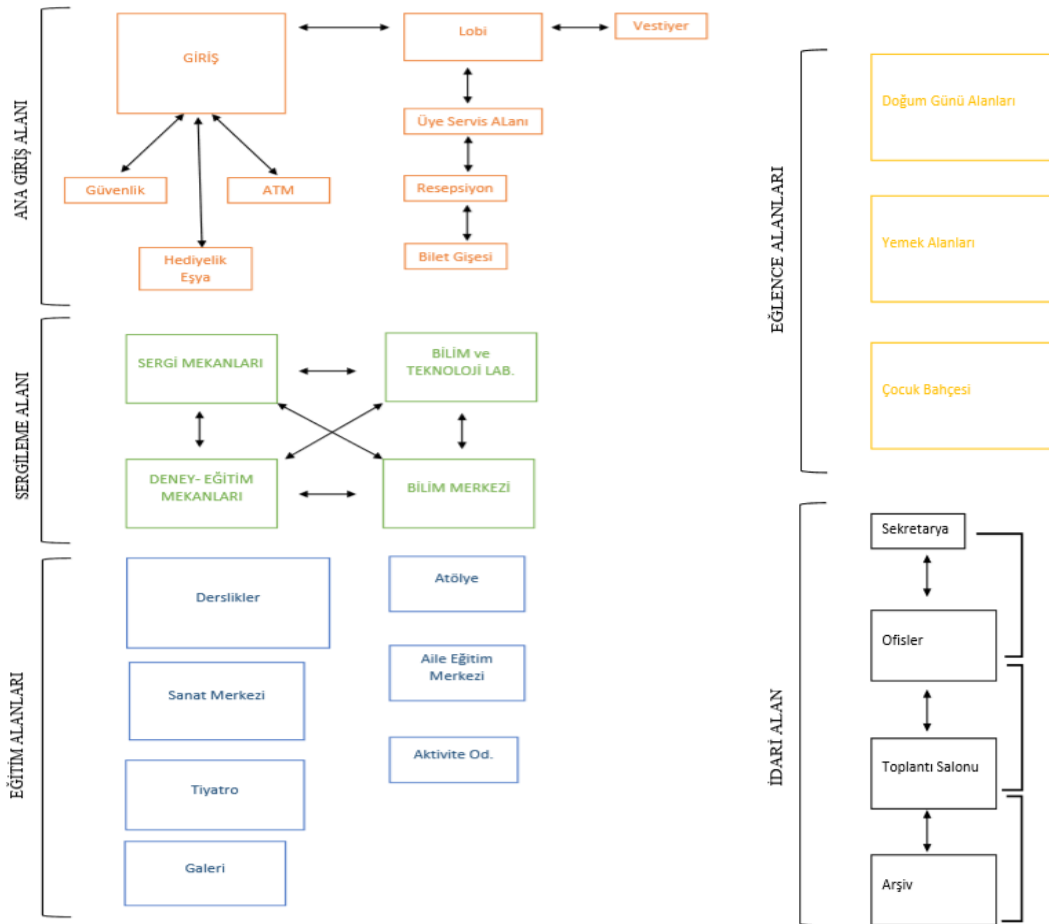 ANA GİRİŞ ALANI
GİRİŞ
Lobi
Vestiyer
Üye Servis ALanı
Güvenlik
ATM
Resepsiyon
Hediyelik
Eşya
Bilet Gişesi
SERGİLEME ALANI
SERGİ MEKANLARI
BİLİM ve
TEKNOLOJİ LAB.
DENEY- EĞİTİM
MEKANLARI
BİLİM MERKEZİ
EĞİTİM ALANLARI
Derslikler
Atölye
Sanat Merkezi
Aile Eğitim
Merkezi
Tiyatro
Aktivite Od.
Galeri
EĞLENCE ALANLARI
Doğum Günü Alanları
Yemek Alanları
Çocuk Bahçesi
İDARİ ALAN
Sekretarya
Ofisler
Toplantı Salonu
Arşiv